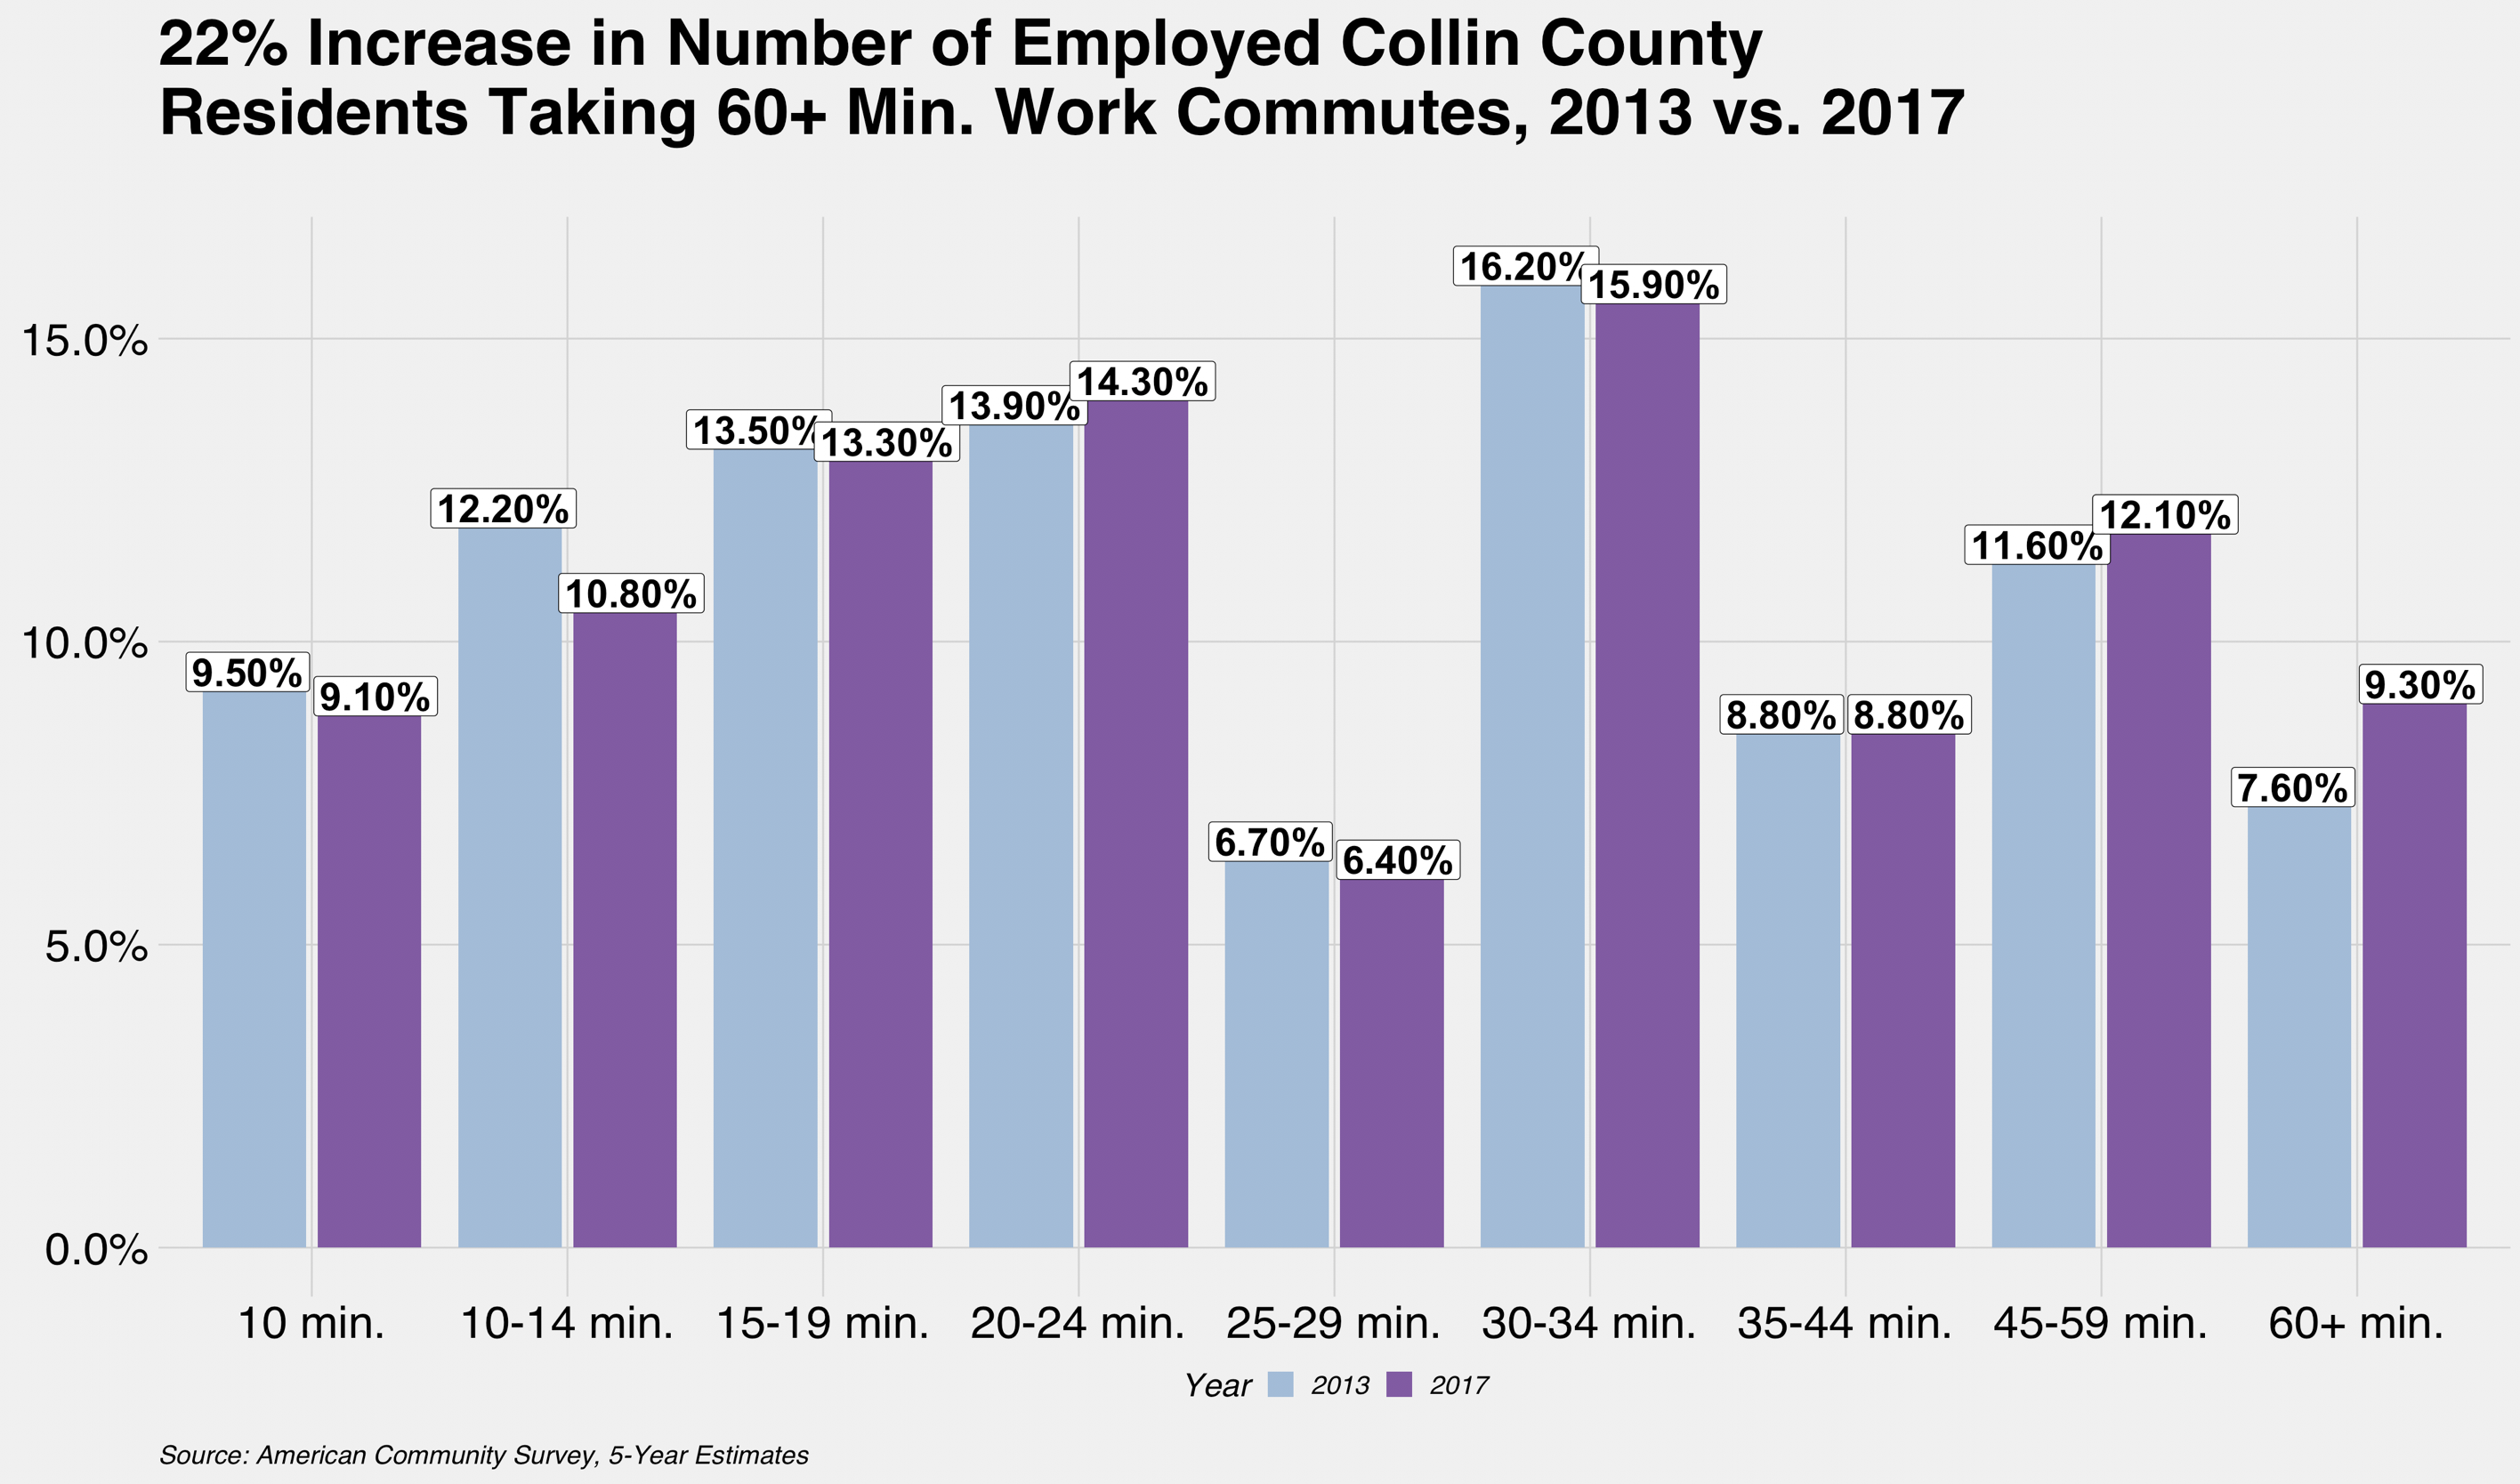 22% Increase in Number of Employed Collin County
Residents Taking 60+ Min. Work Commutes, 2013 vs. 2017
16.20%
15.90%
15.0%
14.30%
13.90%
13.50%
13.30%
12.20%
12.10%
11.60%
10.80%
10.0%
9.50%
9.10%
9.30%
8.80%
8.80%
7.60%
6.70%
6.40%
5.0%
0.0%
10 min.
10-14 min.
15-19 min.
20-24 min.
25-29 min.
30-34 min.
35-44 min.
45-59 min.
60+ min.
Year 2013 2017
Source: American Community Survey, 5-Year Estimates